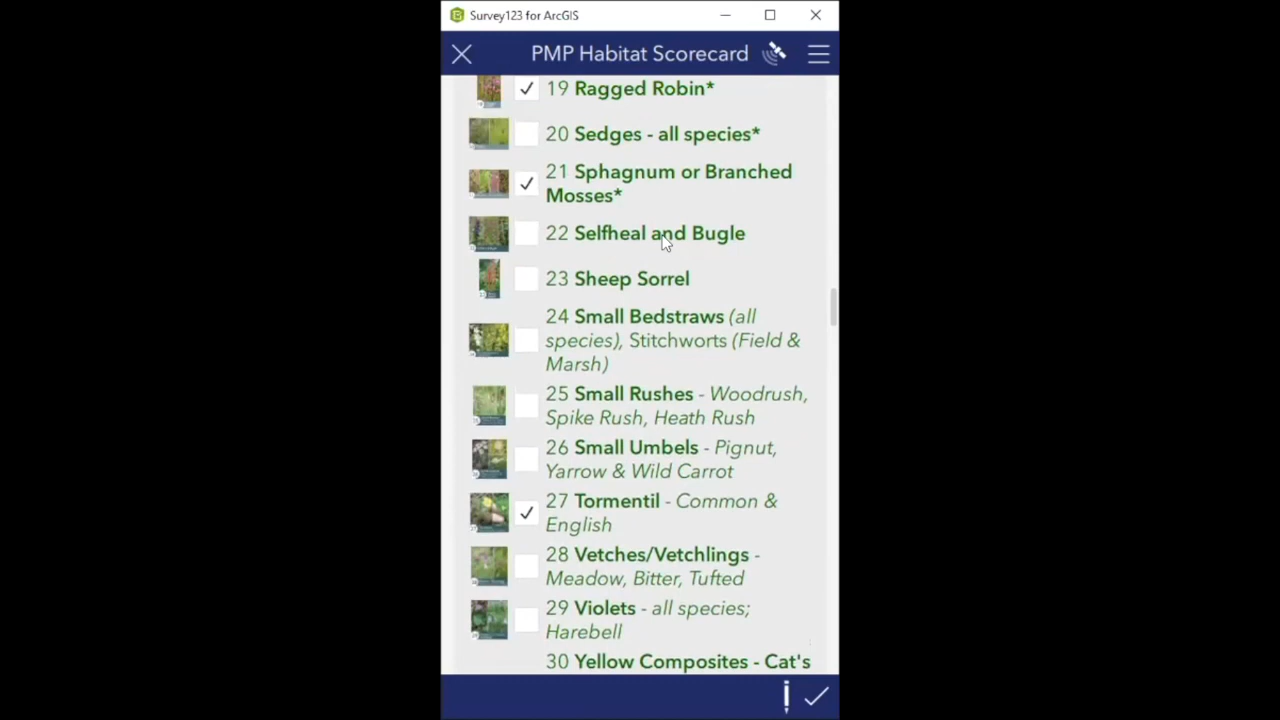 Survey123 for ArcGIS
PMP Habitat Scorecard
19 Ragged Robin*
20 Sedges - all species*
21 Sphagnum or Branched
Mosses*
22 Selfheal and Bugle
23 Sheep Sorrel
24 Small Bedstraws (all
species), Stitchworts (Field &
Marsh)
25 Small Rushes - Woodrush,
Spike Rush, Heath Rush
26 Small Umbels - Pignut,
Yarrow & Wild Carrot
27 Tormentil - Common &
English
28 Vetches/Vetchlings -
Meadow, Bitter, Tufted
29 Violets - all species;
Harebell
30 Yellow Composites - Cat's